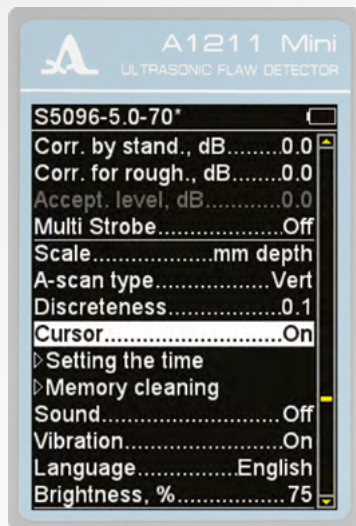 A1211 Mini
ULTRASONIC FLAW DETECTOR
S5096-5.0-70*
Corr. by stand., dB........0.0
Corr. for rough., dB.......0.0
Accept. level, dB...........0.0
Multi Strobe..................Off
Scale.................mm depth
A-scan type.................Vert
Discreteness.................0.1
Cursor...........................On
▷Setting the time
▷Memory cleaning
Sound...........................Off
Vibration........................On
Language..............English
Brightness, %................75